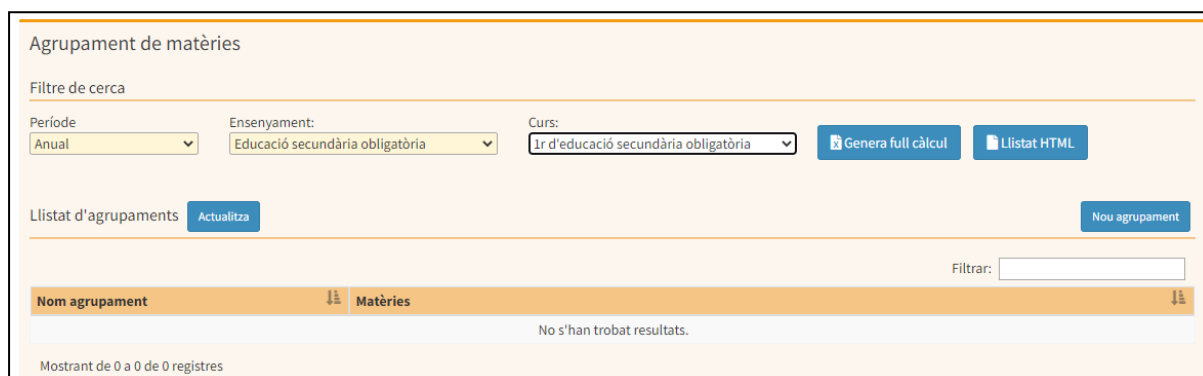 Agrupament de matèries
Filtre de cerca
Període Ensenyament: Curs:
Anual Educació secundària obligatòria 1r d'educació secundària obligatòria Genera full càlcul Llistat HTML
Llistat d'agrupaments Actualitza Nou agrupament
Filtrar:
Nom agrupament Matèries
No s'han trobat resultats.
Mostrant de 0 a 0 de 0 registres